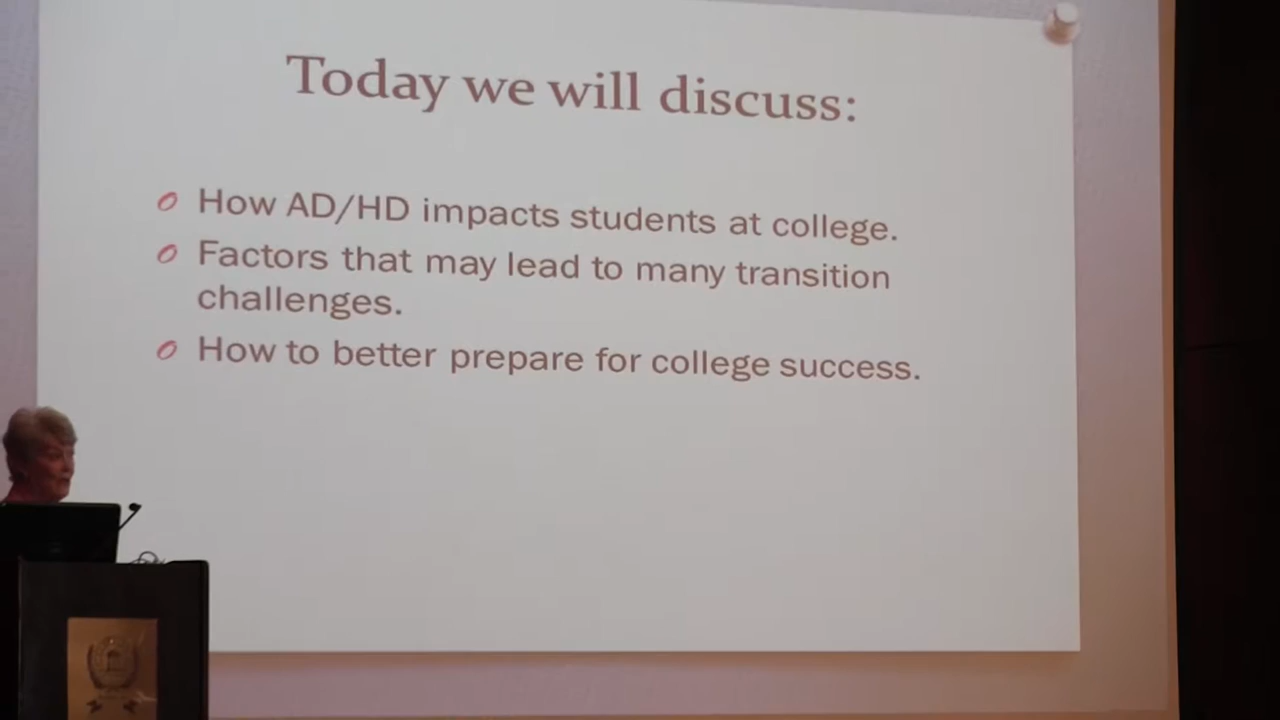 Today we will discuss:
How AD/HD impacts students at college.
Factors that may lead to many transition
challenges.
How to better prepare for college success.